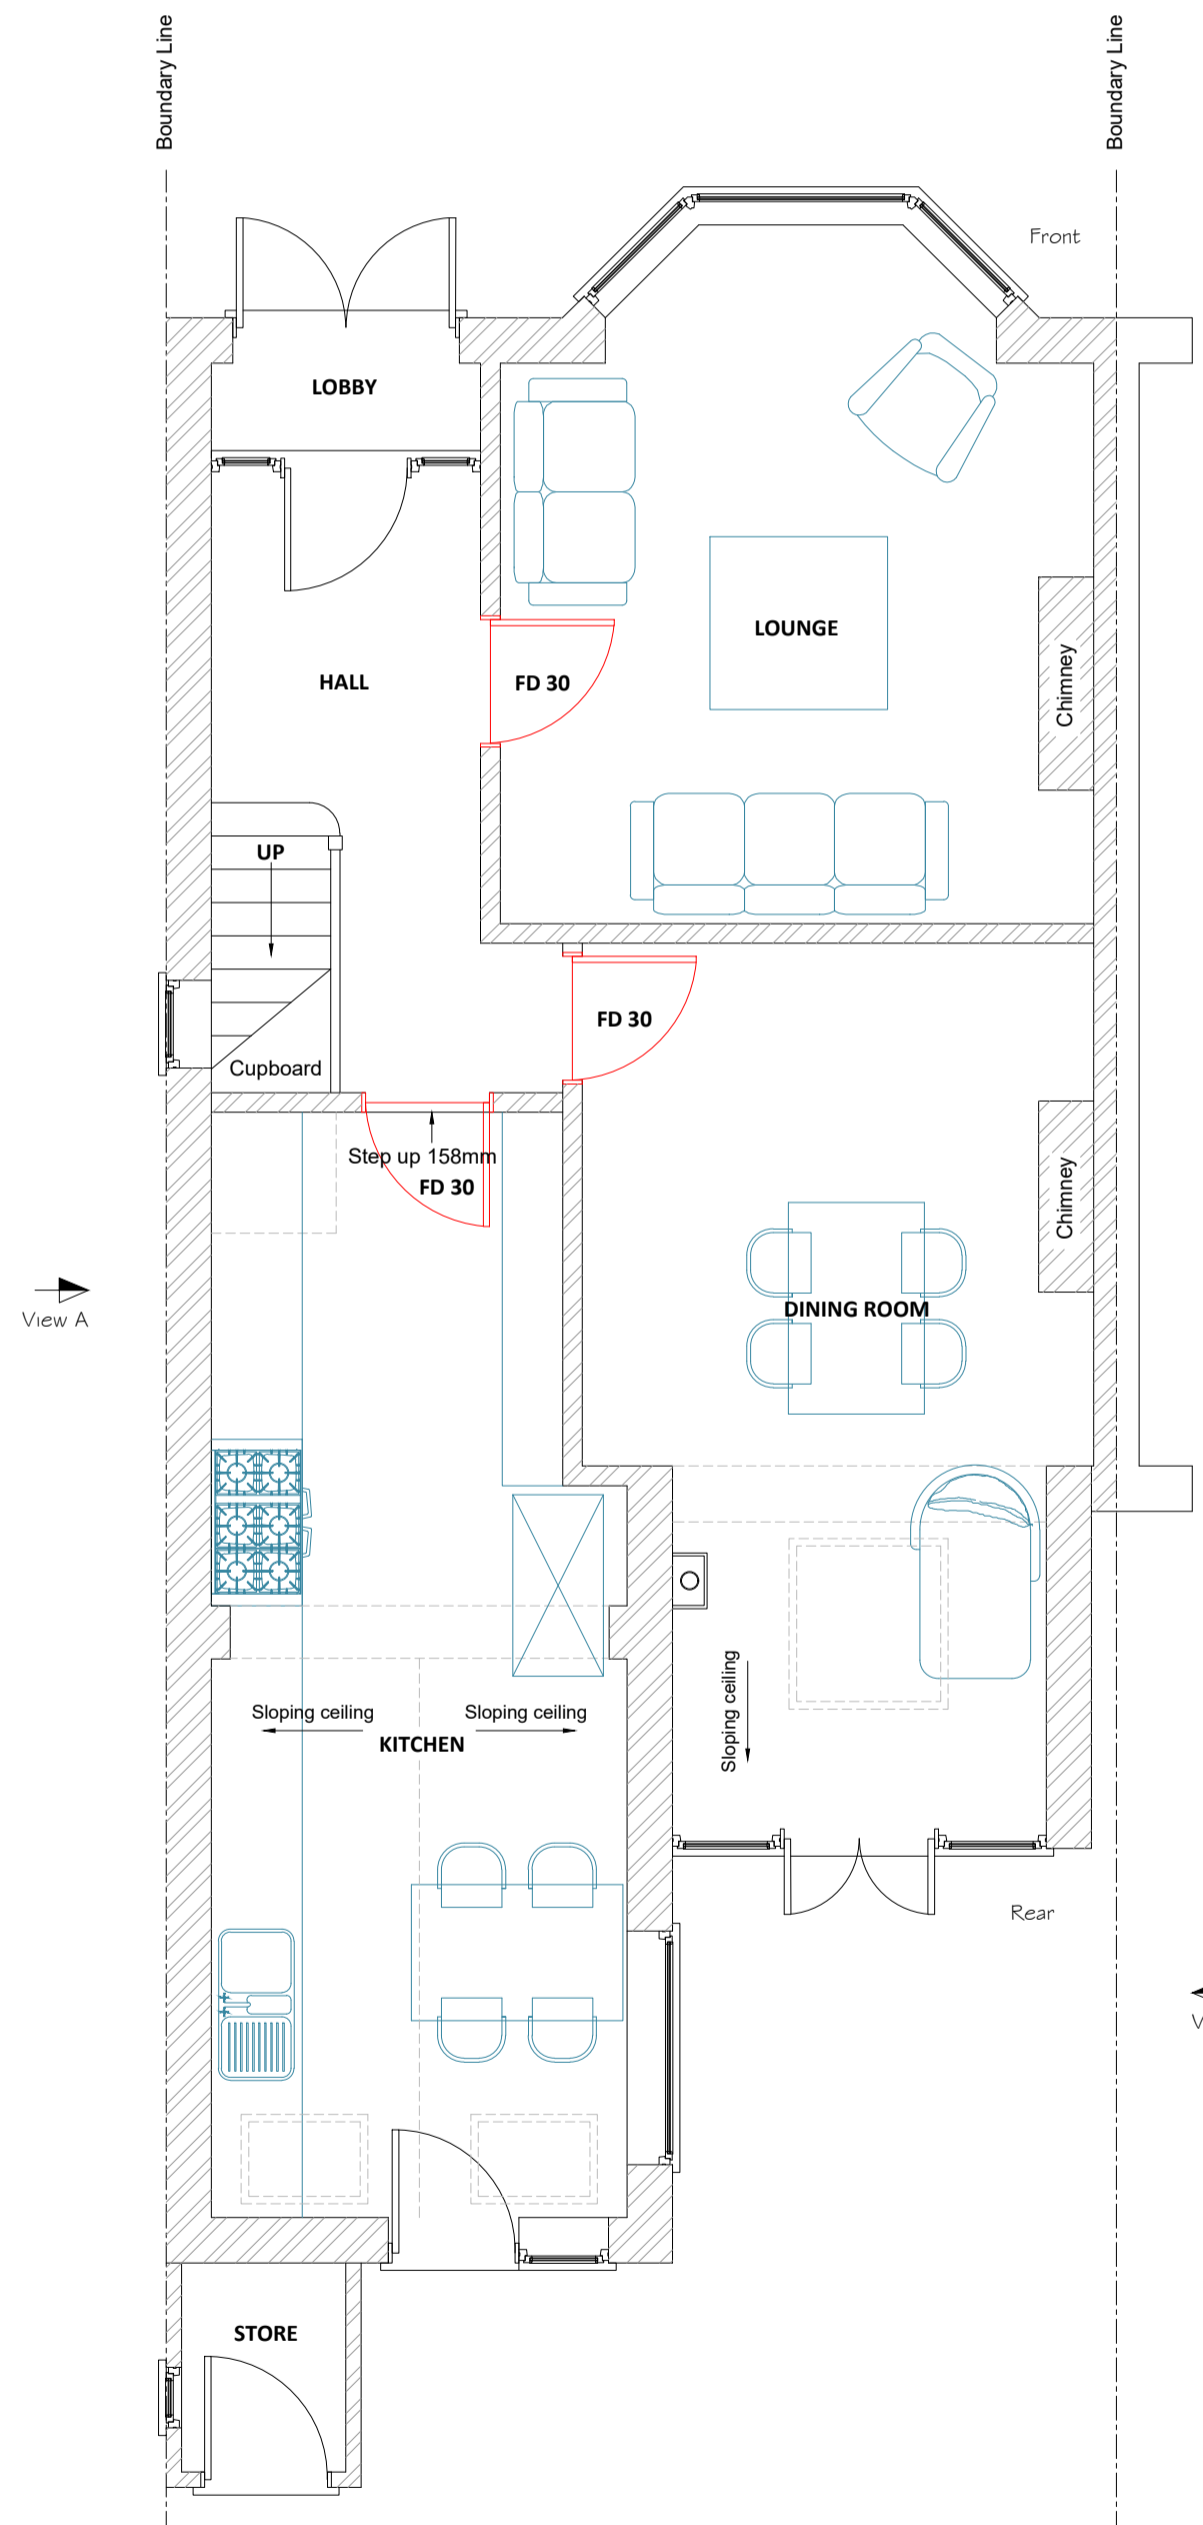 Boundary Line
Boundary Line
Front
LOBBY
LOUNGE
HALL
FD 30
Chimney
UP
FD 30
Cupboard
Step up 158mm
FD 30
Chimney
View A
DINING ROOM
Sloping ceiling
Sloping ceiling
Sloping ceiling
KITCHEN
Rear
STORE